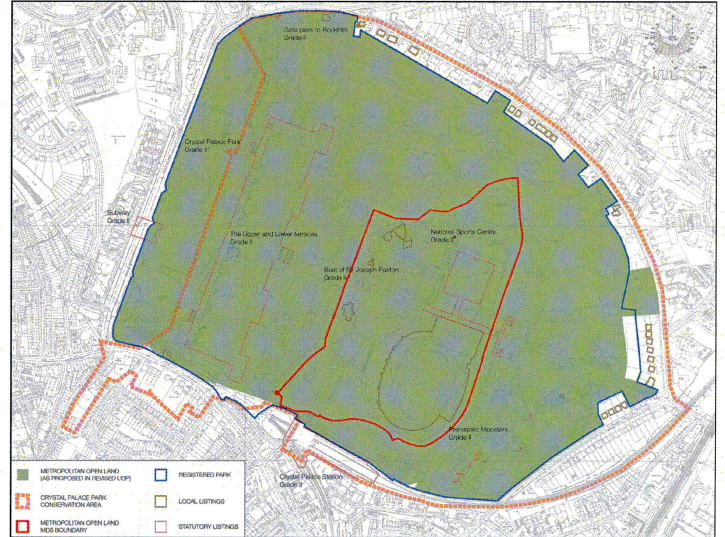 Gate piers to Rockhills
Grade II
Crystal Palace Park
Grade II*
Subway
Grade II
The Upper and Lower terraces
Grade II
National Sports Centre
Grade II*
Bust of Sir Joseph Paxton
Grade II
Prehistoric Monsters
Grade II
Crystal Palace Station
Grade II
METROPOLITAN OPEN LAND
(AS PROPOSED IN REVISED UDP)
REGISTERED PARK
CRYSTAL PALACE PARK
CONSERVATION AREA
LOCAL LISTINGS
METROPOLITAN OPEN LAND
MDS BOUNDARY
STATUTORY LISTINGS